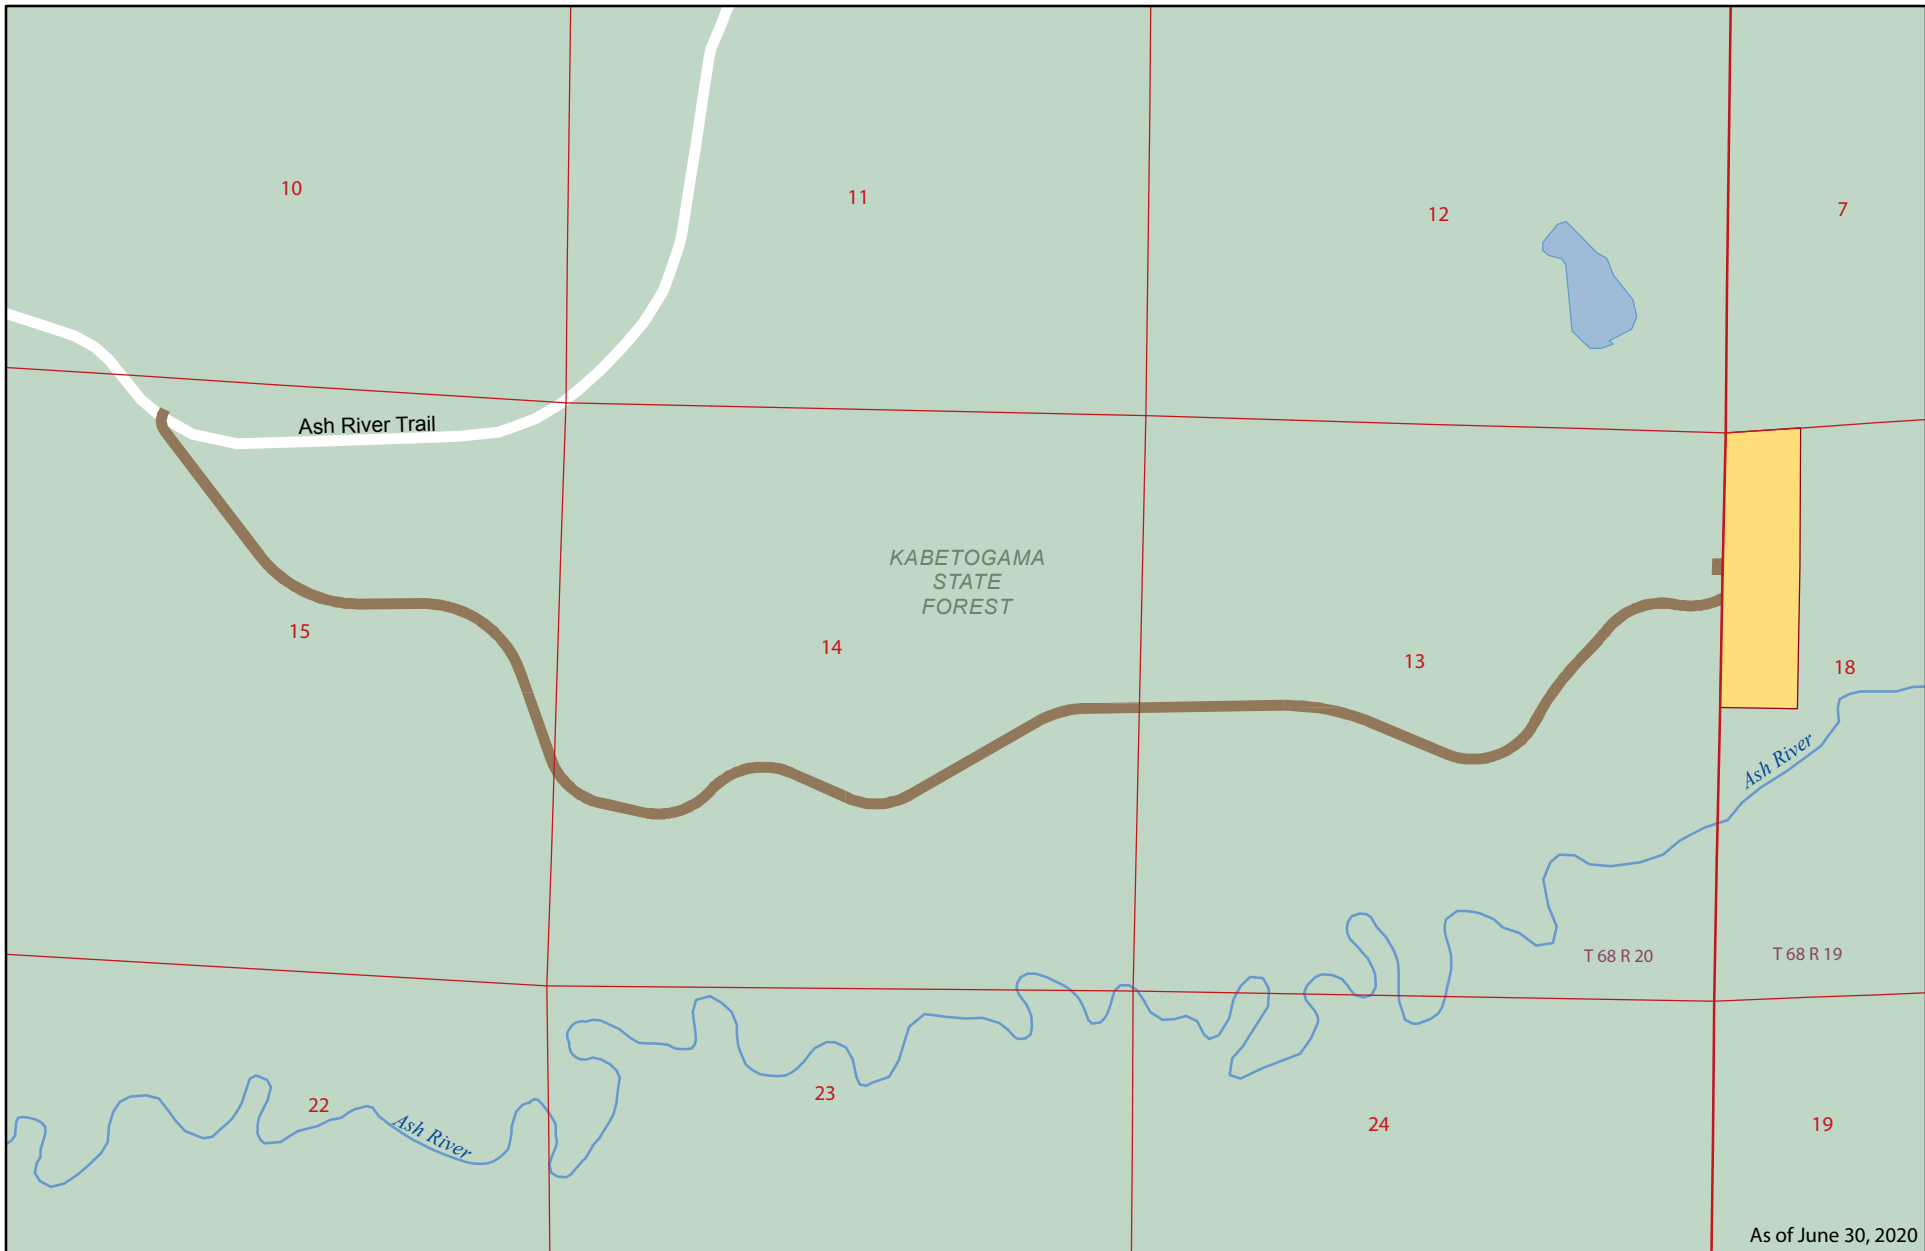 10
11
12
7
Ash River Trail
KABETOGAMA
STATE
FOREST
15
14
13
18
Ash River
T 68 R 20
T 68 R 19
22
Ash River
23
24
19
As of June 30, 2020